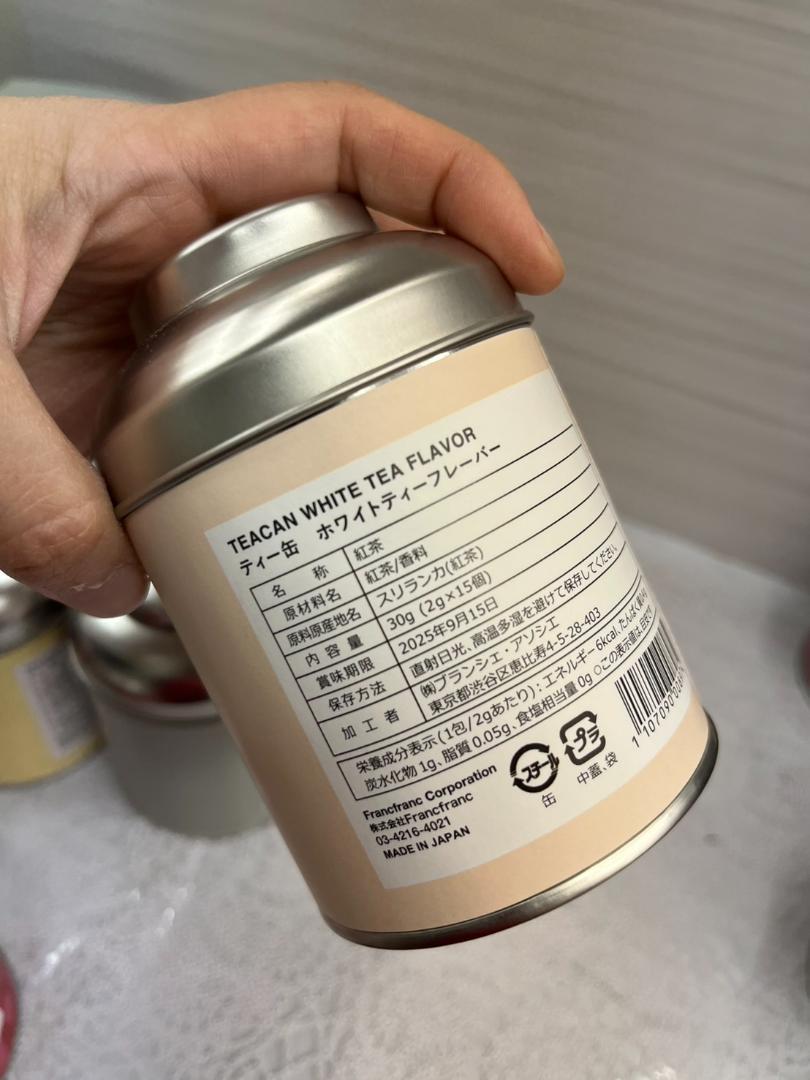 TEACAN WHITE TEA FLAVOR
ティー缶 ホワイトティーフレーバー
名 称 紅茶
原材料名 紅茶/香料
原料原産地名 スリランカ(紅茶)
内 容 量 30g (2g×15個)
賞味期限 2025年9月15日
保存方法 直射日光、高温多湿を避けて保存してください。
加 工 者 ㈱ブランシェ・アソシエ
東京都渋谷区恵比寿4-5-28-403
栄養成分表示(1包/2gあたり):エネルギー6kcal、たんぱく質
炭水化物 1g、脂質 0.05g、食塩相当量 0g ○この表示値は、目安
Francfranc Corporation
株式会社Francfranc
03-4216-4021
MADE IN JAPAN
スチール
缶
プラ
中蓋、袋